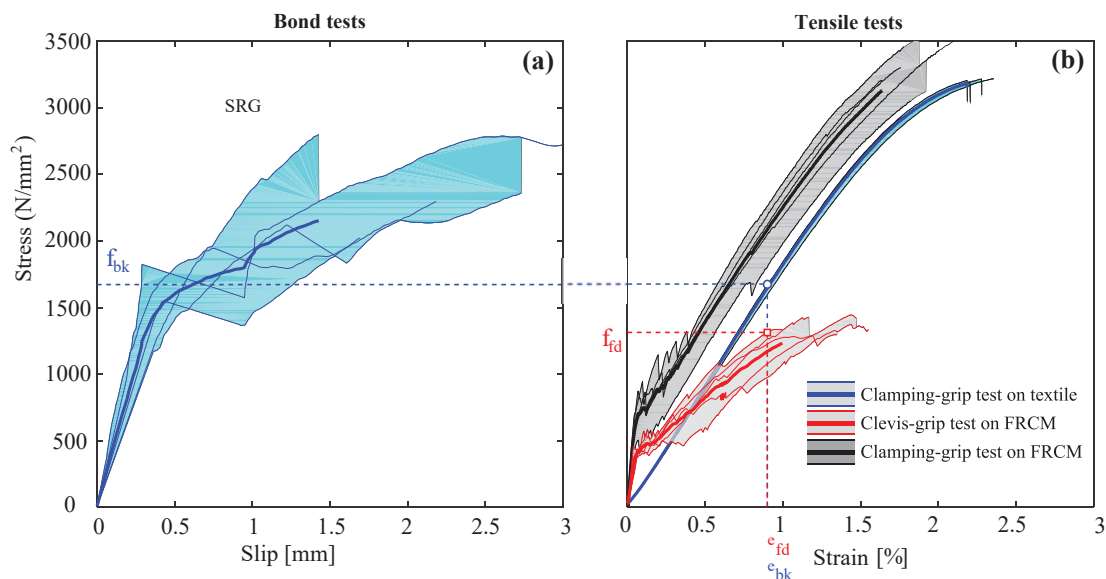 Bond tests
Tensile tests
3500
3000
2500
2000
1500
1000
500
0
Stress (N/mm²)
(a)
SRG
f_bk
0 0.5 1 1.5 2 2.5 3
Slip [mm]
(b)
f_fd
Clamping-grip test on textile
Clevis-grip test on FRCM
Clamping-grip test on FRCM
0 0.5 1 1.5 2 2.5 3
e_fd
e_bk
Strain [%]